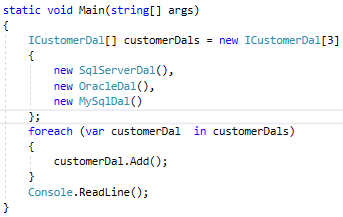 static void Main(string[] args)
{
    ICustomerDal[] customerDals = new ICustomerDal[3]
    {
        new SqlServerDal(),
        new OracleDal(),
        new MySqlDal()
    };
    foreach (var customerDal  in customerDals)
    {
        customerDal.Add();
    }
    Console.ReadLine();
}